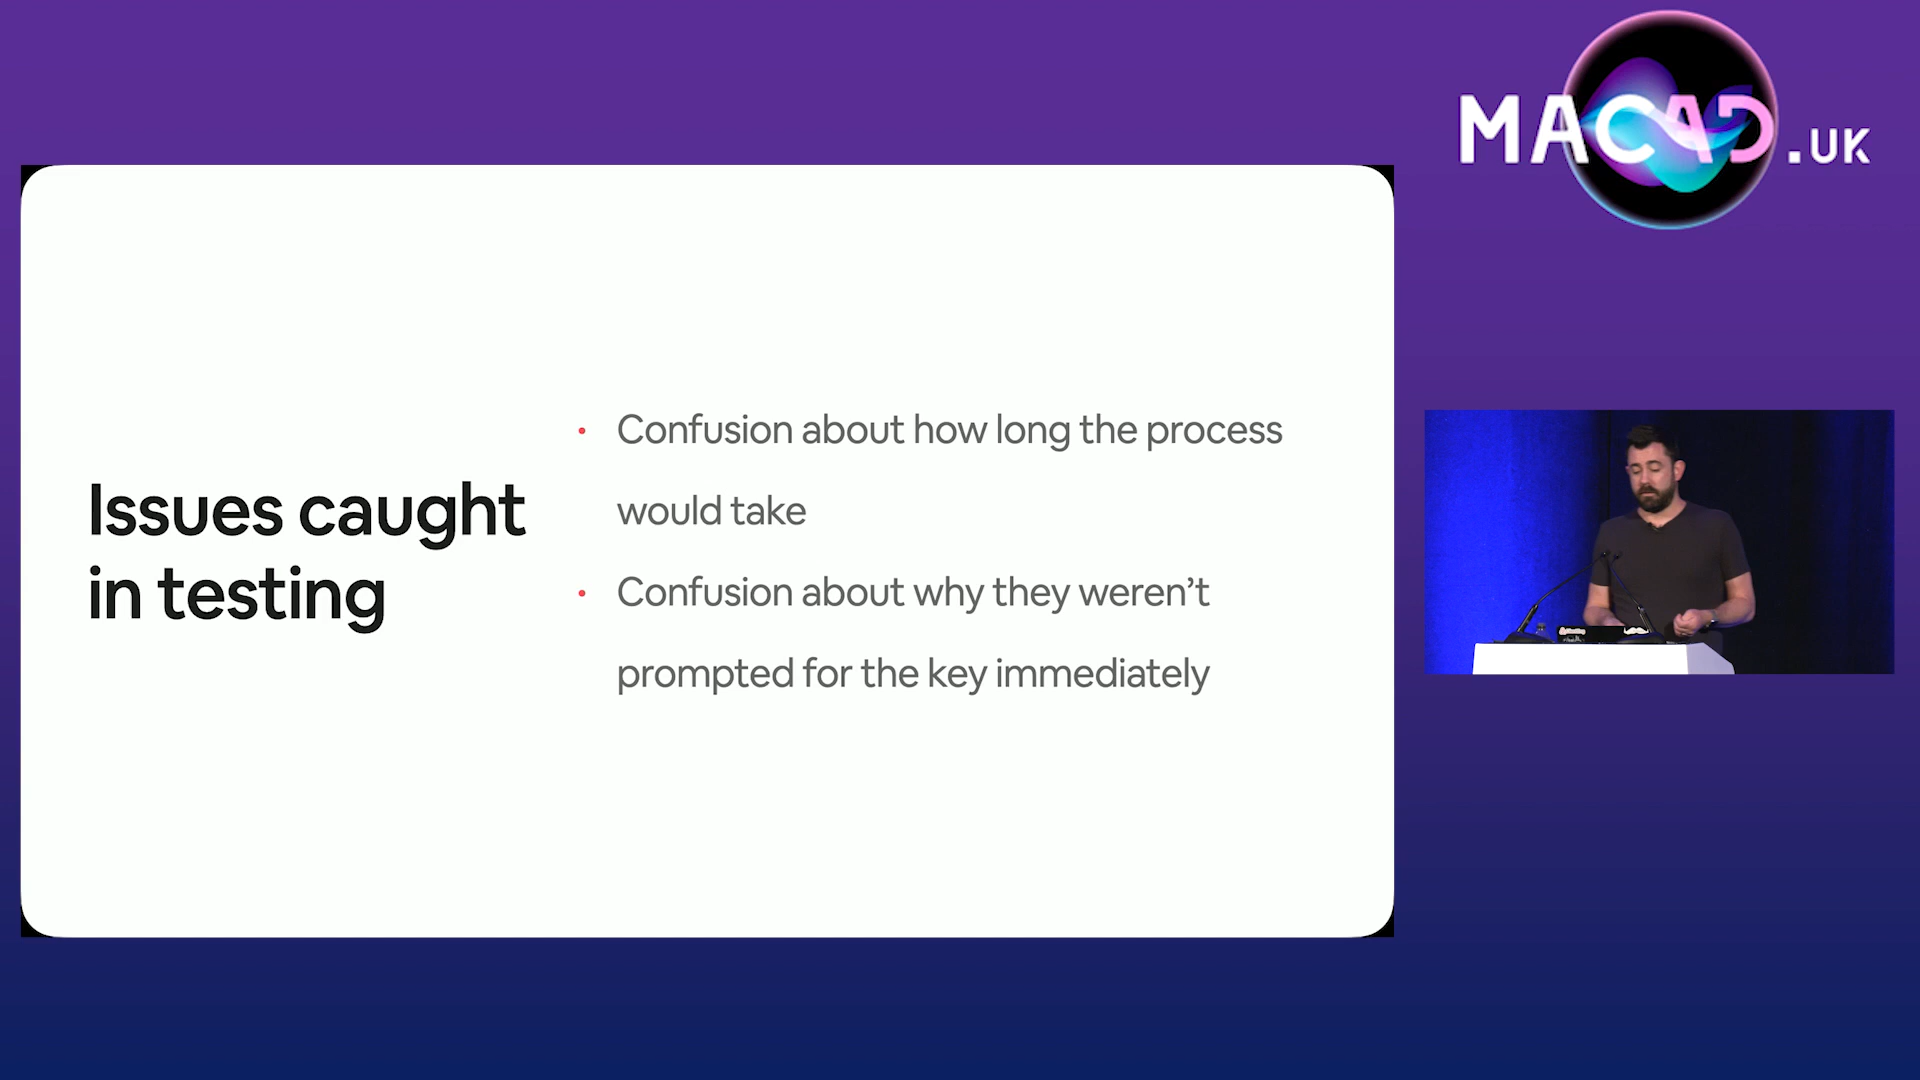 MACAD.UK
Issues caught
in testing
• Confusion about how long the process
would take
• Confusion about why they weren’t
prompted for the key immediately